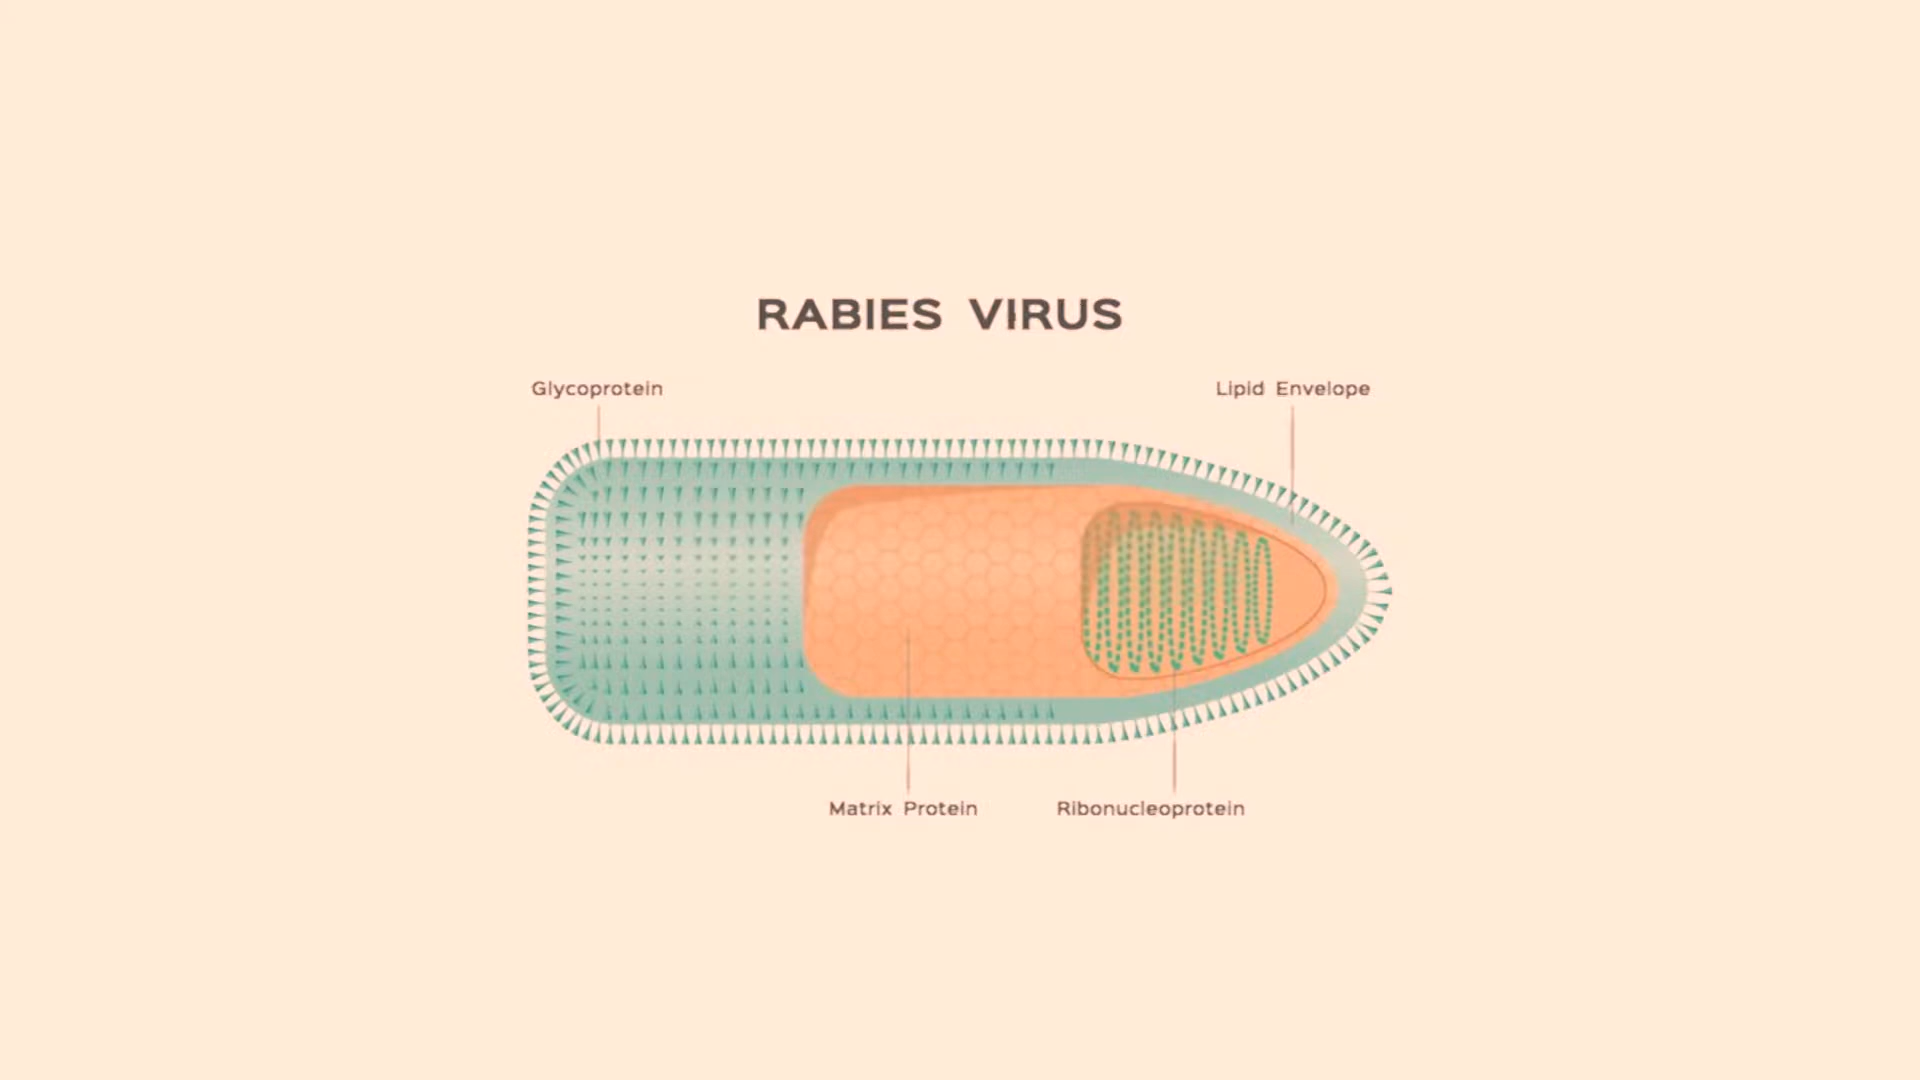 RABIES VIRUS
Glycoprotein
Lipid Envelope
Matrix Protein
Ribonucleoprotein